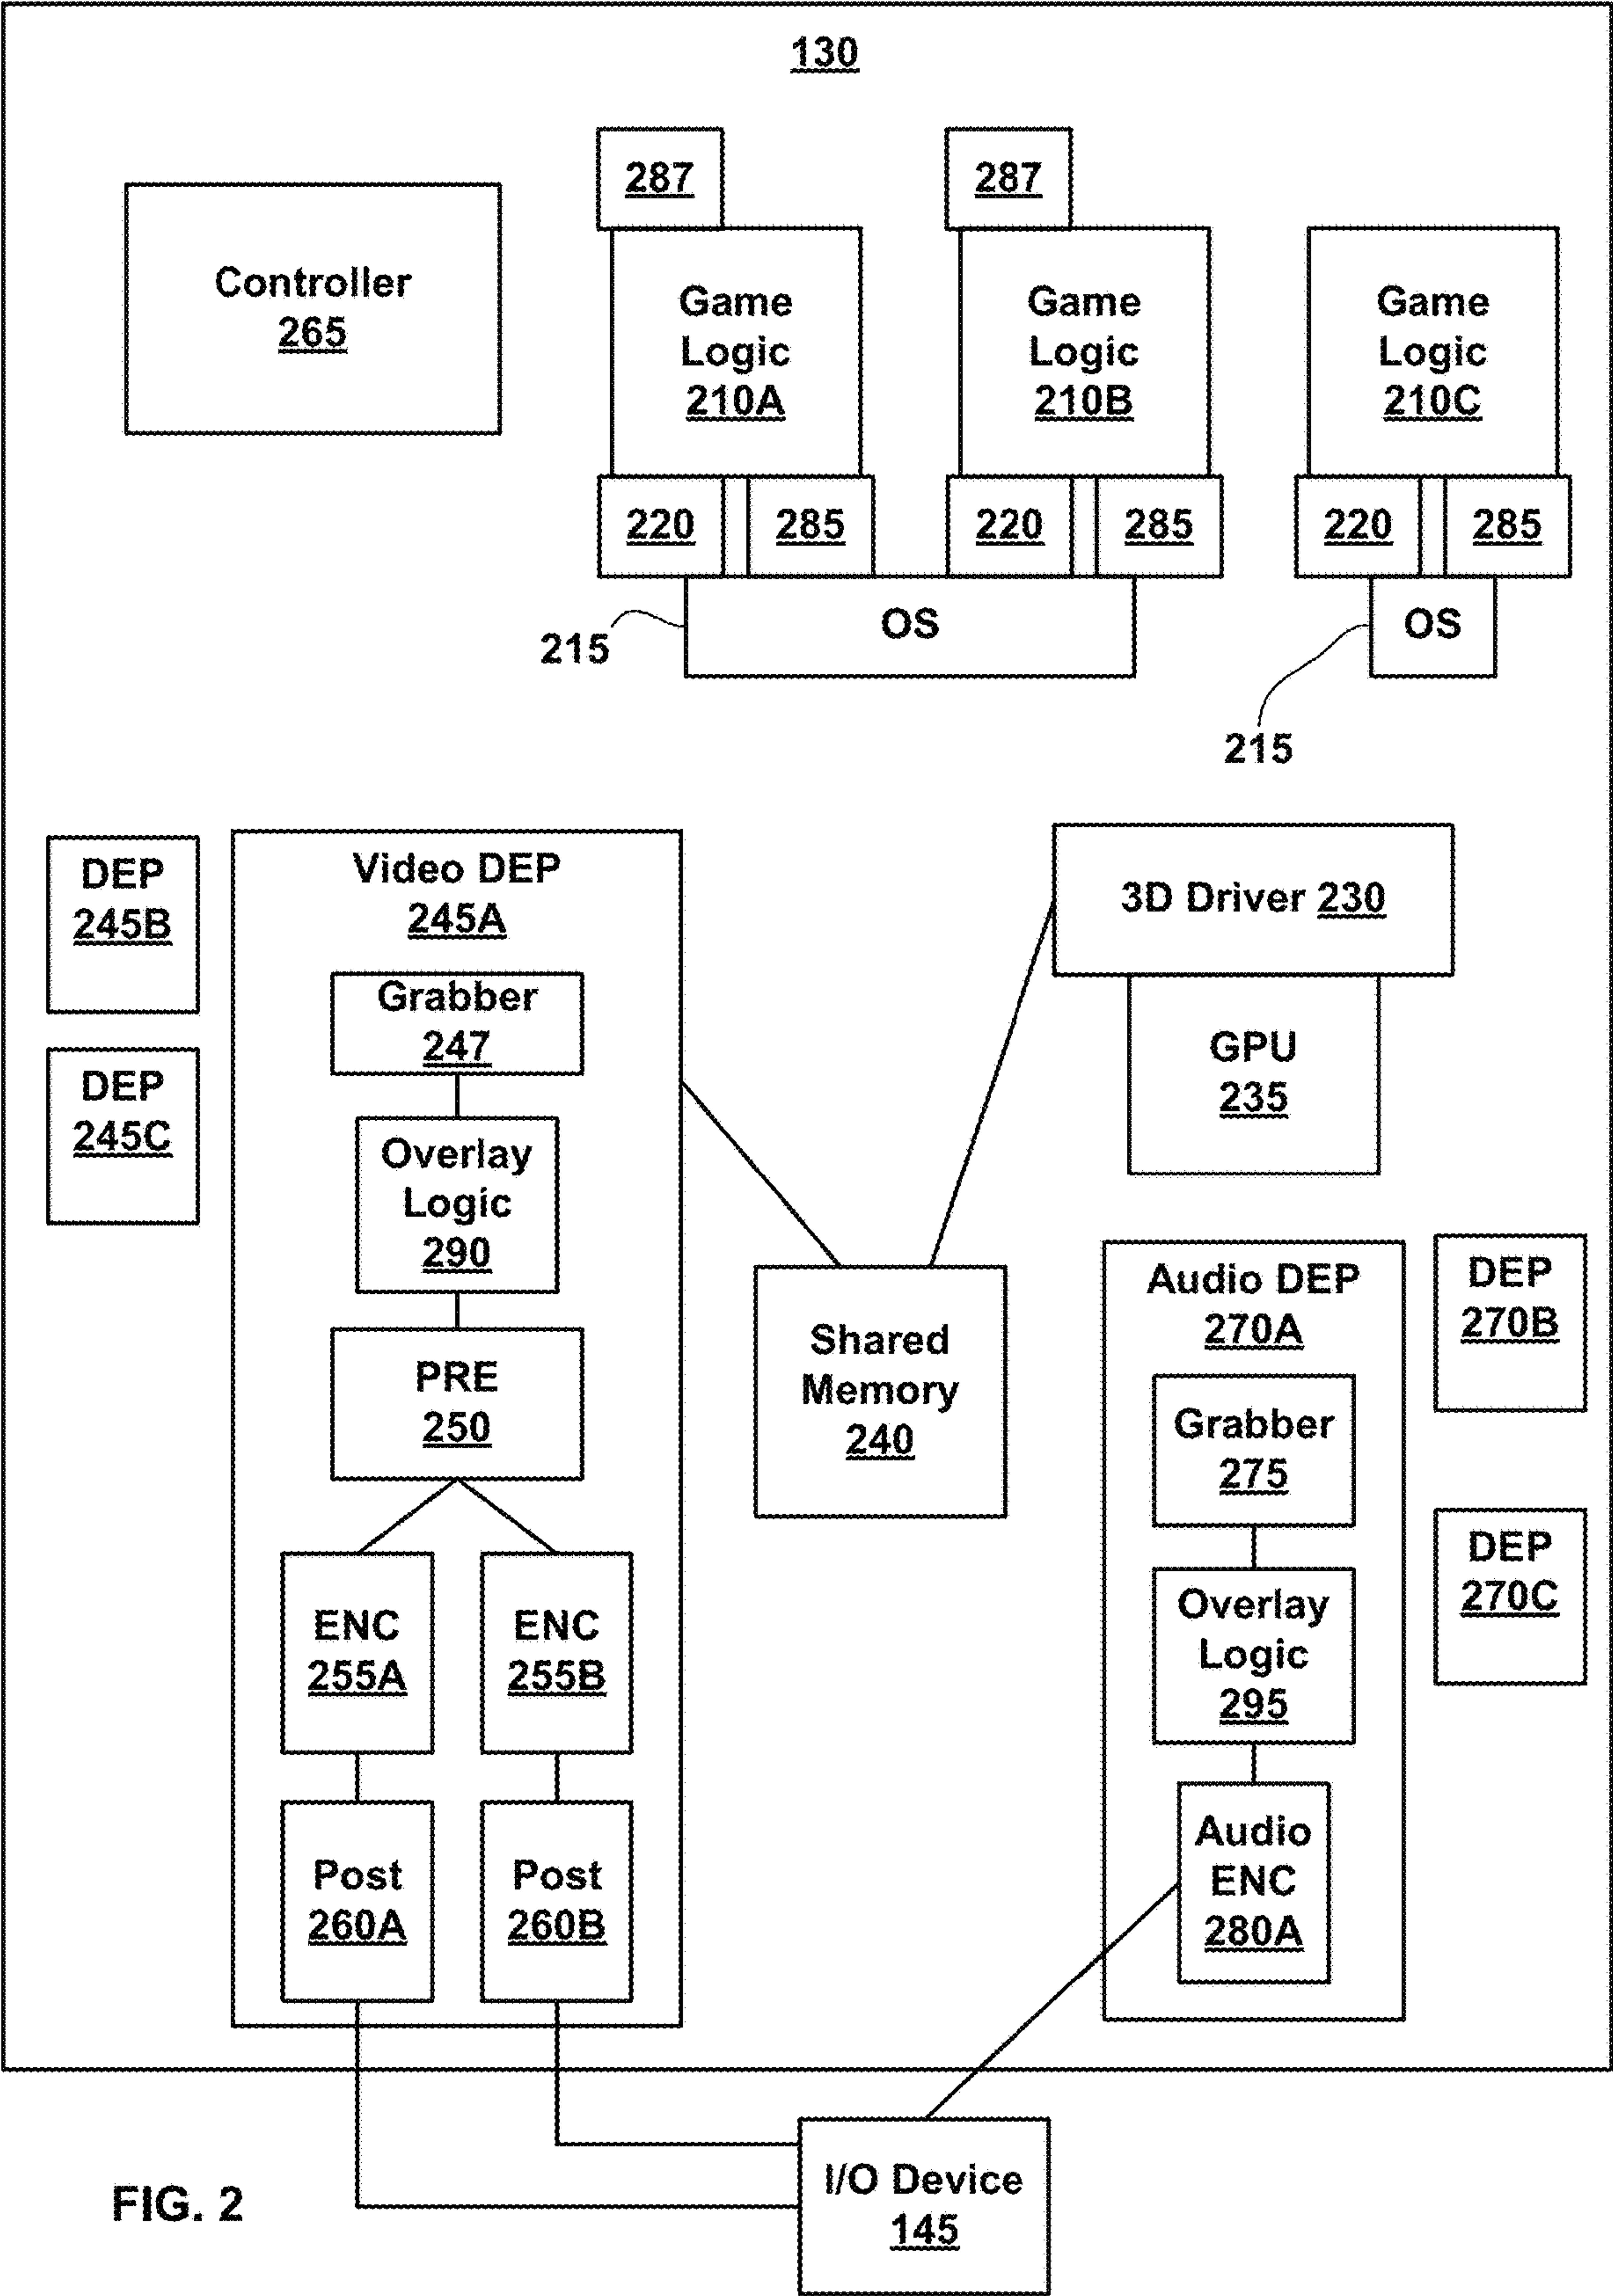 130
287
287
Controller
265
Game
Logic
210A
Game
Logic
210B
Game
Logic
210C
220
285
220
285
220
285
215
OS
OS
215
DEP
245B
DEP
245C
Video DEP
245A
Grabber
247
Overlay
Logic
290
PRE
250
ENC
255A
ENC
255B
Post
260A
Post
260B
3D Driver 230
GPU
235
Shared
Memory
240
Audio DEP
270A
Grabber
275
Overlay
Logic
295
Audio
ENC
280A
DEP
270B
DEP
270C
I/O Device
145
FIG. 2